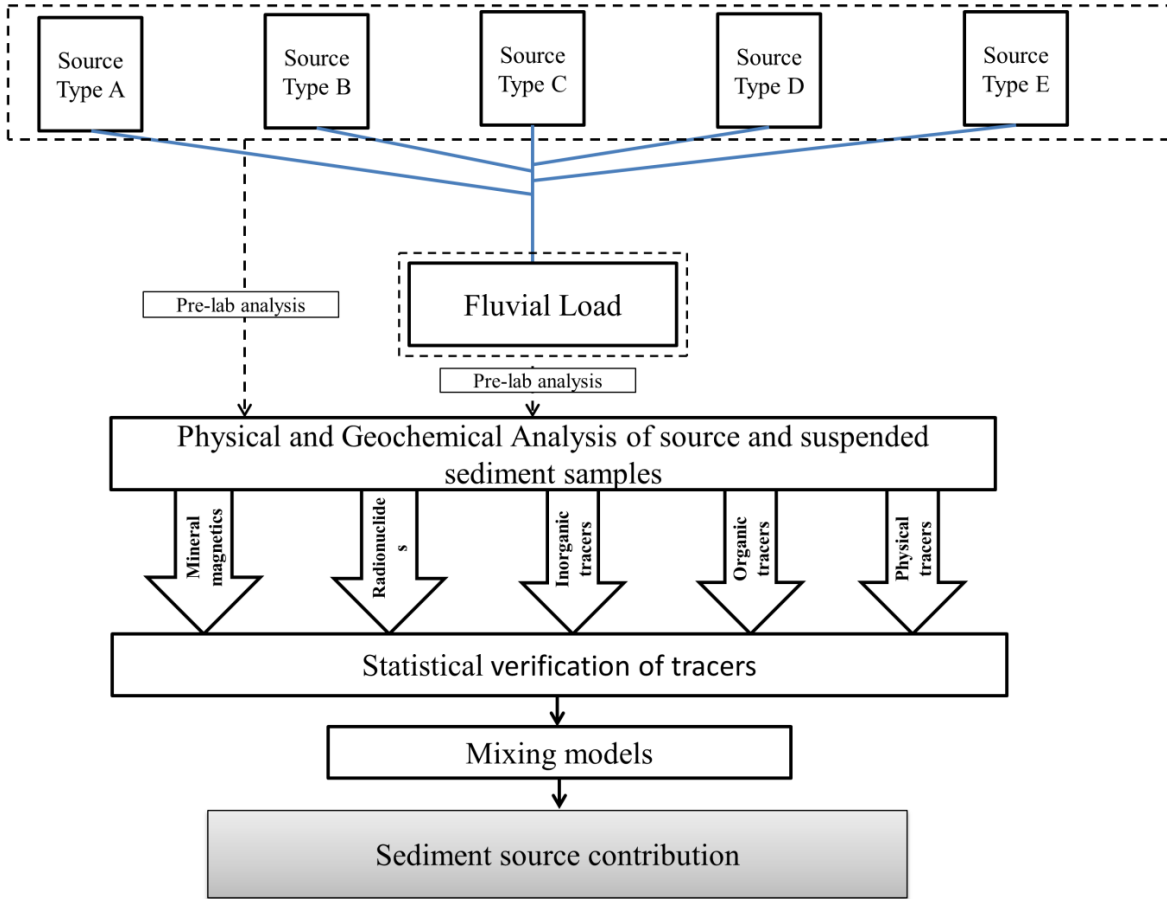 Source
Type A
Source
Type B
Source
Type C
Source
Type D
Source
Type E
Pre-lab analysis
Fluvial Load
Pre-lab analysis
Physical and Geochemical Analysis of source and suspended
sediment samples
Mineral
magnetics
Radionuclide
s
Inorganic
tracers
Organic
tracers
Physical
tracers
Statistical verification of tracers
Mixing models
Sediment source contribution